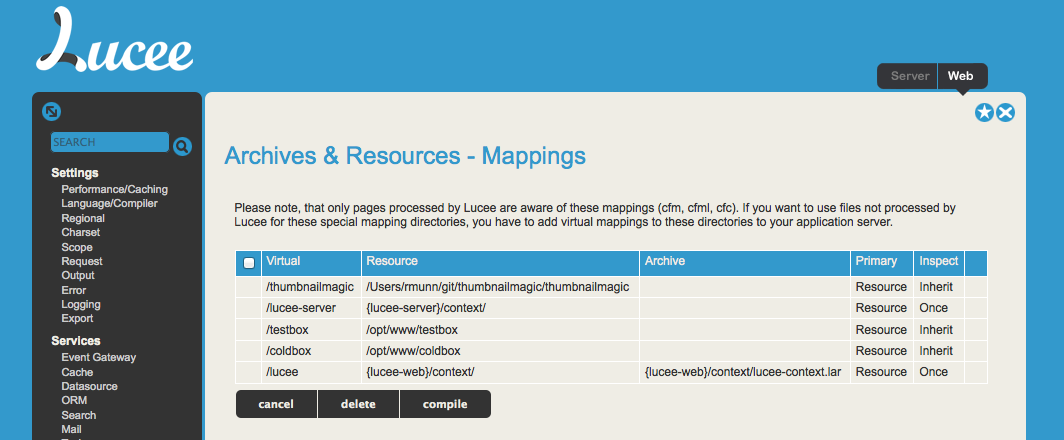 Lucee
Server Web
SEARCH
Settings
Performance/Caching
Language/Compiler
Regional
Charset
Scope
Request
Output
Error
Logging
Export
Services
Event Gateway
Cache
Datasource
ORM
Search
Mail
Archives & Resources - Mappings
Please note, that only pages processed by Lucee are aware of these mappings (cfm, cfml, cfc). If you want to use files not processed by
Lucee for these special mapping directories, you have to add virtual mappings to these directories to your application server.
Virtual Resource Archive Primary Inspect
/thumbnailmagic /Users/rmunn/git/thumbnailmagic/thumbnailmagic Resource Inherit
/lucee-server {lucee-server}/context/ Resource Once
/testbox /opt/www/testbox Resource Inherit
/coldbox /opt/www/coldbox Resource Inherit
/lucee {lucee-web}/context/ {lucee-web}/context/lucee-context.lar Resource Once
cancel delete compile